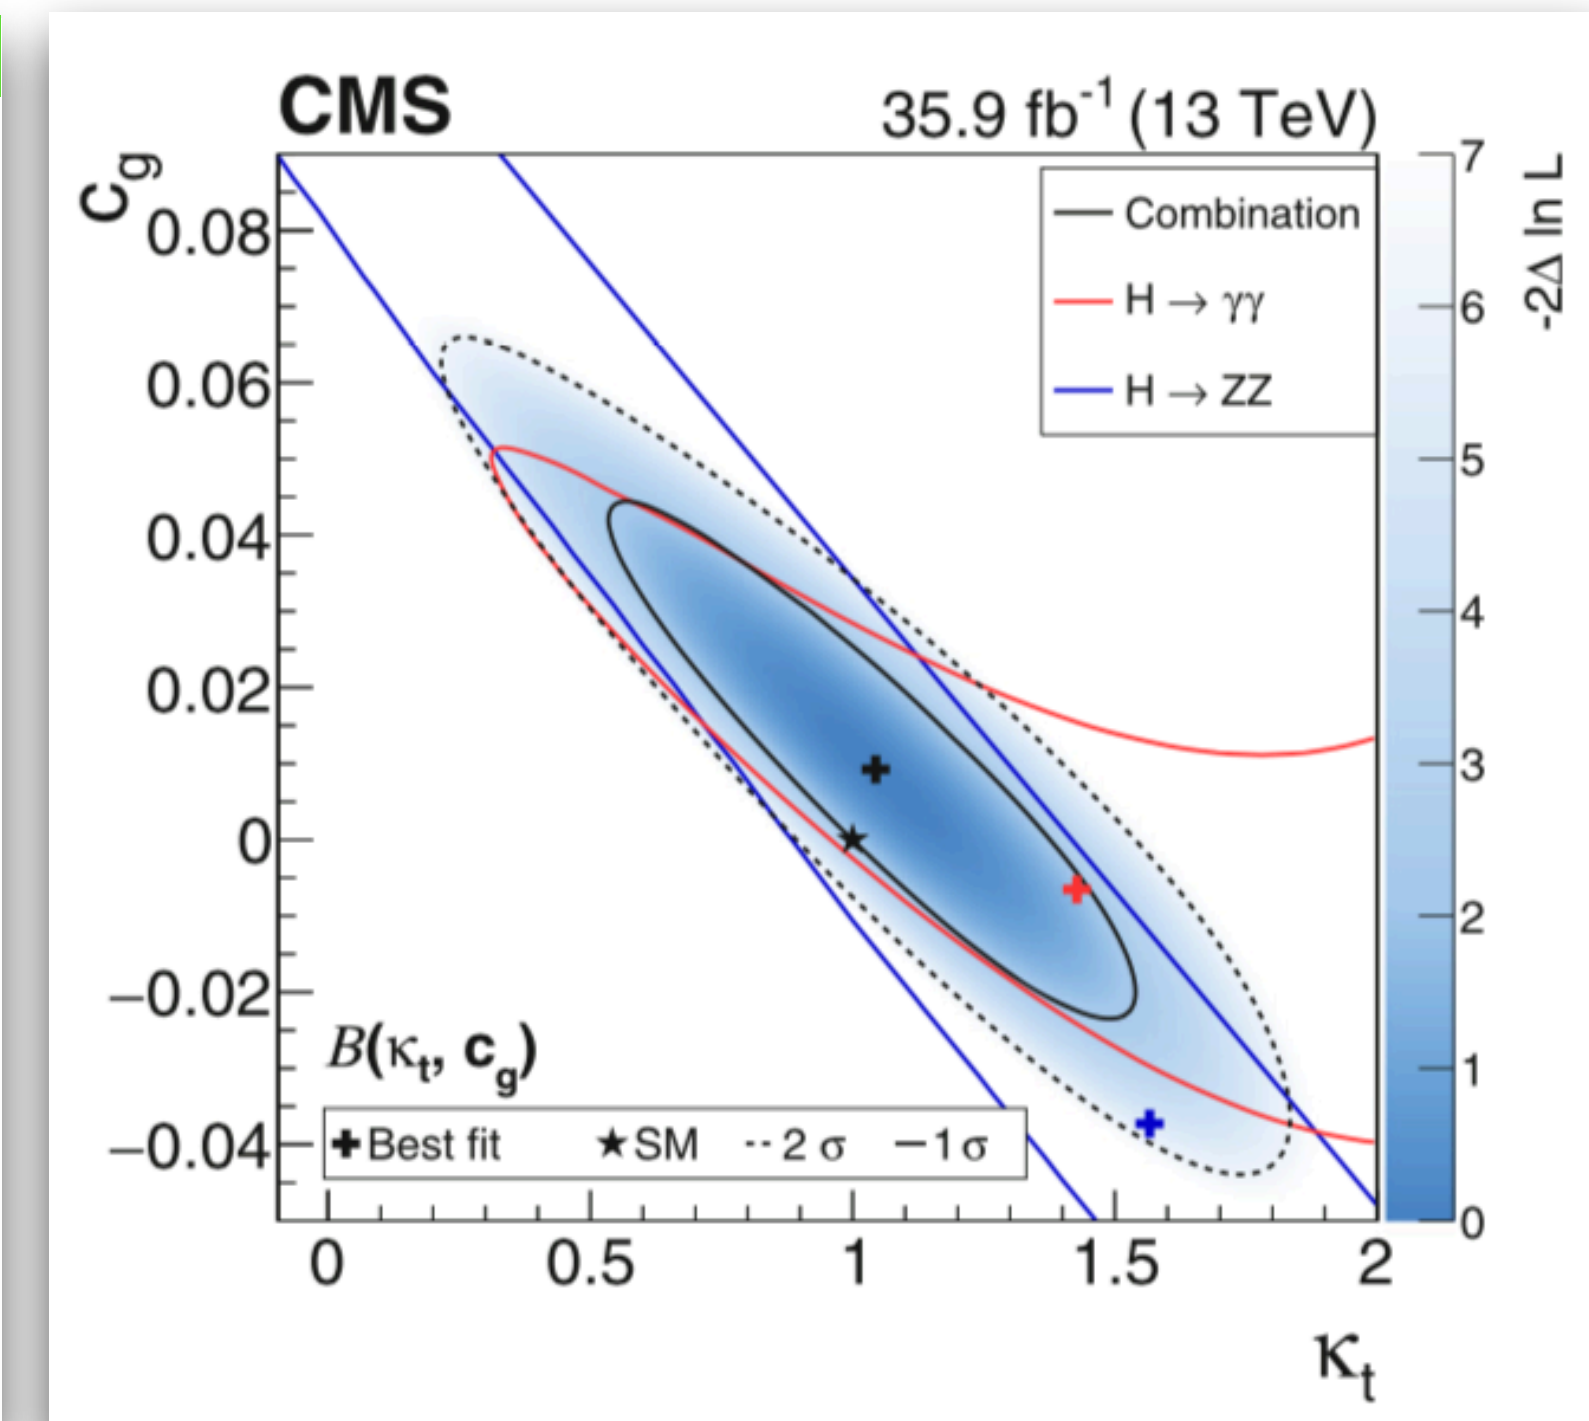 CMS
35.9 fb⁻¹ (13 TeV)
c_g
0.08
0.06
0.04
0.02
0
−0.02
−0.04
Combination
H → γγ
H → ZZ
7
6
5
4
3
2
1
0
-2Δ ln L
B(κ_t, c_g)
Best fit ★ SM -- 2 σ — 1 σ
0 0.5 1 1.5 2
κ_t